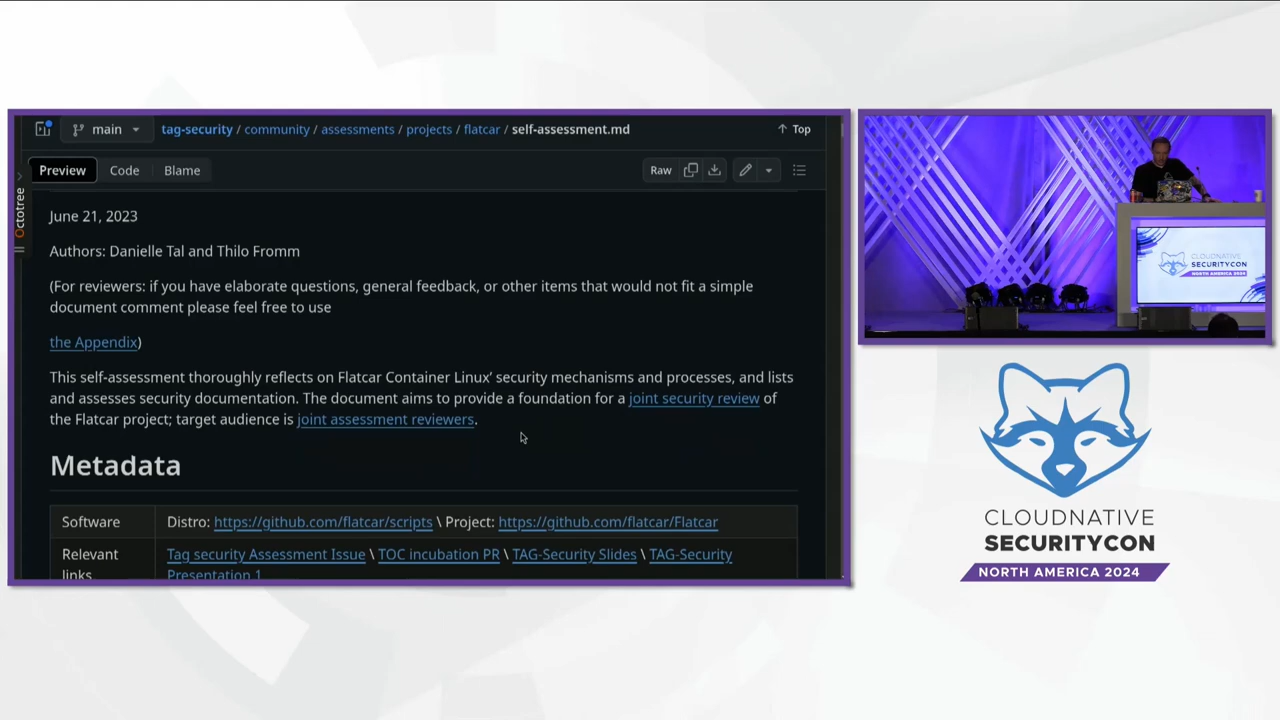 main
tag-security / community / assessments / projects / flatcar / self-assessment.md
Top
Preview
Code
Blame
Raw
Octotree
June 21, 2023
Authors: Danielle Tal and Thilo Fromm
(For reviewers: if you have elaborate questions, general feedback, or other items that would not fit a simple
document comment please feel free to use
the Appendix)
This self-assessment thoroughly reflects on Flatcar Container Linux’ security mechanisms and processes, and lists
and assesses security documentation. The document aims to provide a foundation for a joint security review of
the Flatcar project; target audience is joint assessment reviewers.
Metadata
Software
Distro: https://github.com/flatcar/scripts \ Project: https://github.com/flatcar/Flatcar
Relevant
links
Tag security Assessment Issue \ TOC incubation PR \ TAG-Security Slides \ TAG-Security
Presentation 1
CLOUDNATIVE
SECURITYCON
NORTH AMERICA 2024
CLOUDNATIVE
SECURITYCON
NORTH AMERICA 2024